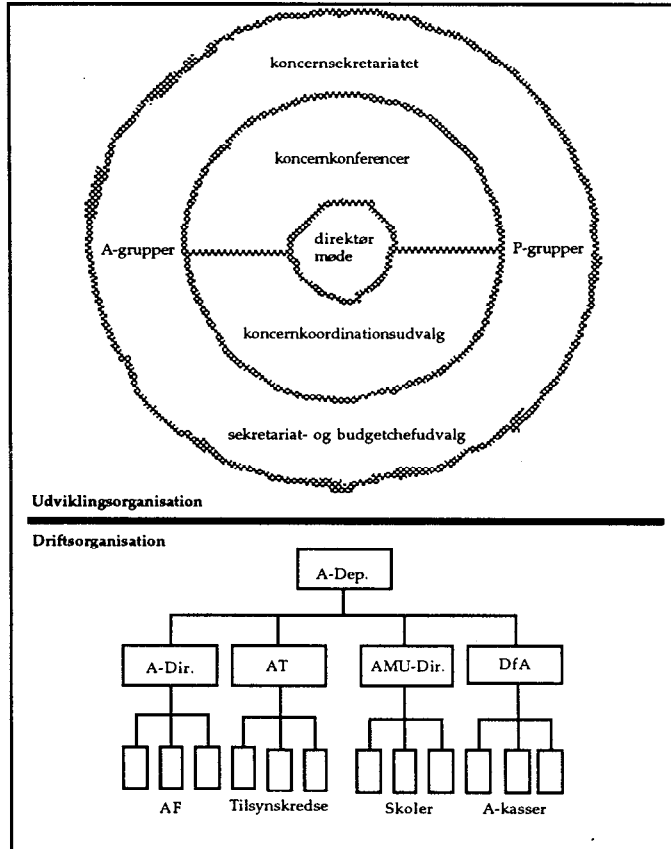 koncernsekretariatet
koncernkonferencer
direktør
møde
A-grupper
P-grupper
koncernkoordinationsudvalg
sekretariat- og budgetchefudvalg
Udviklingsorganisation
Driftsorganisation
A-Dep.
A-Dir.
AT
AMU-Dir.
DfA
AF
Tilsynskredse
Skoler
A-kasser